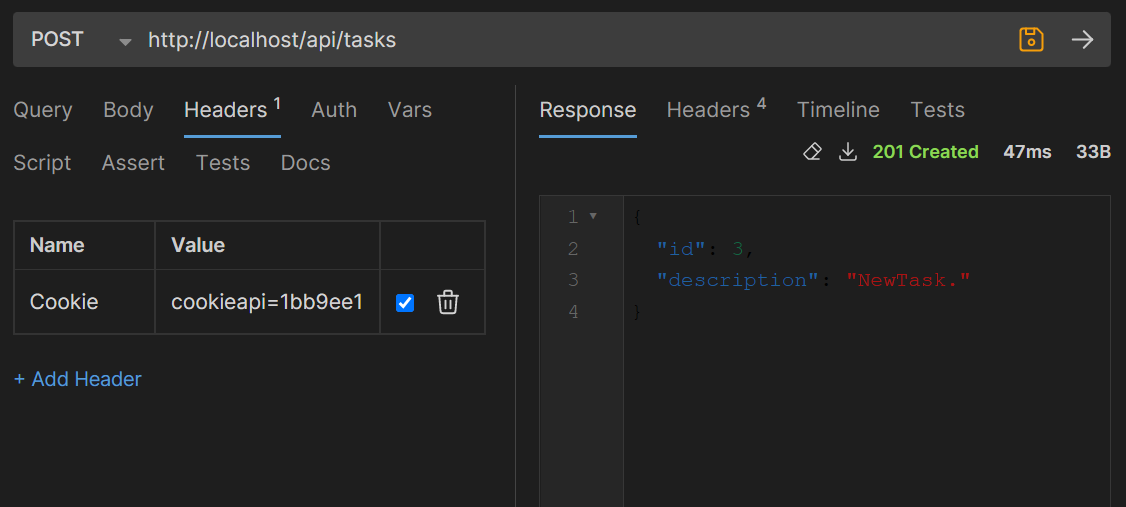 POST http://localhost/api/tasks
Query Body Headers 1 Auth Vars
Script Assert Tests Docs
Name Value
Cookie cookieapi=1bb9ee1
+ Add Header
Response Headers 4 Timeline Tests
201 Created 47ms 33B
1 {
2 "id": 3,
3 "description": "NewTask."
4 }